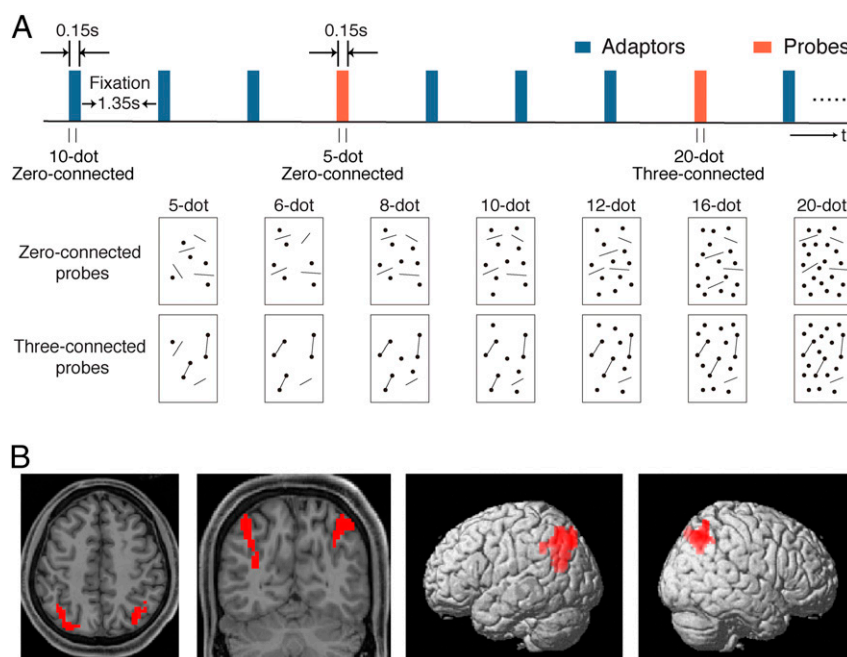 A
0.15s
0.15s
Adaptors
Probes
Fixation
1.35s
t
10-dot
Zero-connected
5-dot
Zero-connected
20-dot
Three-connected
5-dot 6-dot 8-dot 10-dot 12-dot 16-dot 20-dot
Zero-connected
probes
Three-connected
probes
B